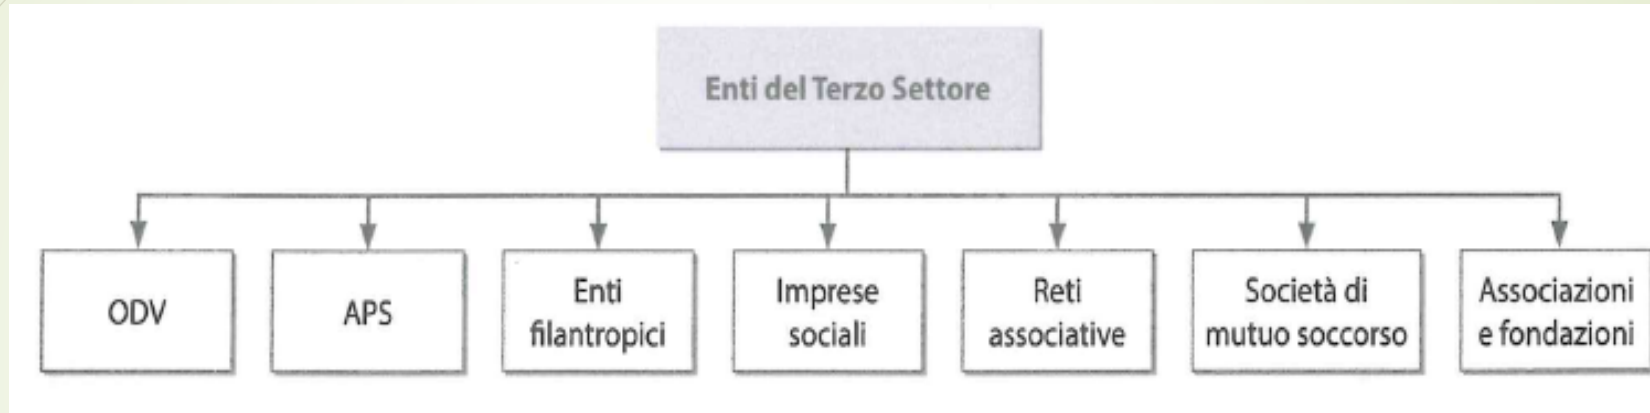 Enti del Terzo Settore
ODV
APS
Enti
filantropici
Imprese
sociali
Reti
associative
Società di
mutuo soccorso
Associazioni
e fondazioni